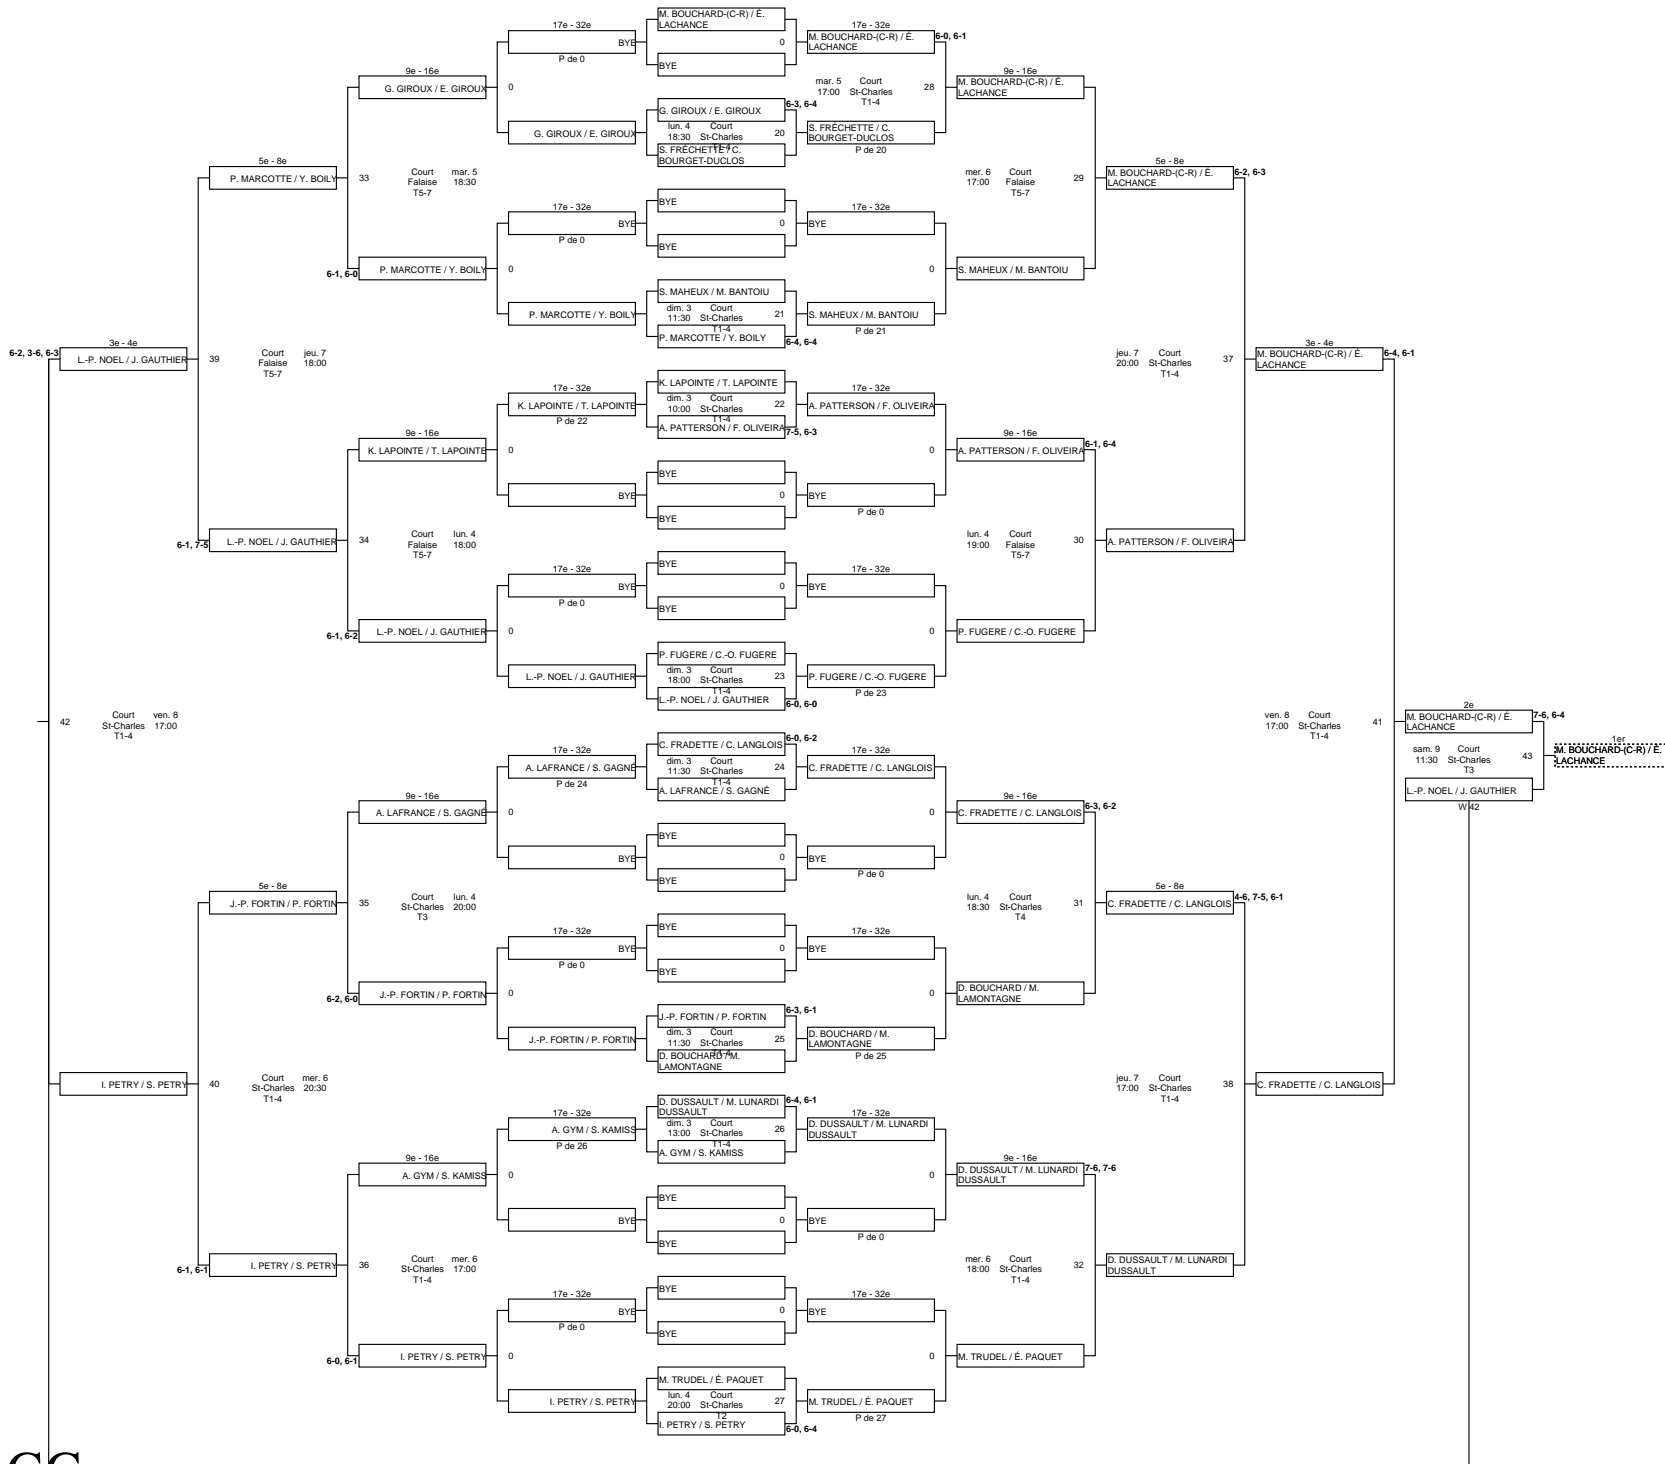 17e - 32e
M. BOUCHARD-(C-R) / É.
LACHANCE
17e - 32e
BYE
0
M. BOUCHARD-(C-R) / É.
LACHANCE
6-0, 6-1
P de 0
BYE
9e - 16e
G. GIROUX / E. GIROUX
0
mar. 5 Court
17:00 St-Charles
T1-4
28
9e - 16e
M. BOUCHARD-(C-R) / É.
LACHANCE
G. GIROUX / E. GIROUX
G. GIROUX / E. GIROUX
6-3, 6-4
lun. 4 Court
18:30 St-Charles
T1-4
20
S. FRÉCHETTE / C.
BOURGET-DUCLOS
S. FRÉCHETTE / C.
BOURGET-DUCLOS
P de 20
5e - 8e
P. MARCOTTE / Y. BOILY
33
Court mar. 5
Falaise 18:30
T5-7
mer. 6 Court
17:00 Falaise
T5-7
29
5e - 8e
M. BOUCHARD-(C-R) / É.
LACHANCE
6-2, 6-3
17e - 32e
BYE
P de 0
BYE
0
BYE
17e - 32e
BYE
6-1, 6-0
P. MARCOTTE / Y. BOILY
0
0
S. MAHEUX / M. BANTOIU
P. MARCOTTE / Y. BOILY
S. MAHEUX / M. BANTOIU
dim. 3 Court
11:30 St-Charles
T1-4
21
P. MARCOTTE / Y. BOILY
6-4, 6-4
S. MAHEUX / M. BANTOIU
P de 21
6-2, 3-6, 6-3
3e - 4e
L.-P. NOEL / J. GAUTHIER
39
Court jeu. 7
Falaise 18:00
T5-7
jeu. 7 Court
20:00 St-Charles
T1-4
37
3e - 4e
M. BOUCHARD-(C-R) / É.
LACHANCE
6-4, 6-1
17e - 32e
K. LAPOINTE / T. LAPOINTE
P de 22
K. LAPOINTE / T. LAPOINTE
dim. 3 Court
10:00 St-Charles
T1-4
22
A. PATTERSON / F. OLIVEIRA
7-5, 6-3
17e - 32e
A. PATTERSON / F. OLIVEIRA
9e - 16e
K. LAPOINTE / T. LAPOINTE
0
0
9e - 16e
A. PATTERSON / F. OLIVEIRA
6-1, 6-4
BYE
BYE
0
BYE
BYE
P de 0
6-1, 7-5
L.-P. NOEL / J. GAUTHIER
34
Court lun. 4
Falaise 18:00
T5-7
lun. 4 Court
19:00 Falaise
T5-7
30
A. PATTERSON / F. OLIVEIRA
17e - 32e
BYE
P de 0
BYE
0
BYE
17e - 32e
BYE
6-1, 6-2
L.-P. NOEL / J. GAUTHIER
0
0
P. FUGERE / C.-O. FUGERE
L.-P. NOEL / J. GAUTHIER
P. FUGERE / C.-O. FUGERE
dim. 3 Court
18:00 St-Charles
T1-4
23
L.-P. NOEL / J. GAUTHIER
6-0, 6-0
P. FUGERE / C.-O. FUGERE
P de 23
42
Court ven. 8
St-Charles 17:00
T1-4
ven. 8 Court
17:00 St-Charles
T1-4
41
2e
M. BOUCHARD-(C-R) / É.
LACHANCE
7-6, 6-4
sam. 9 Court
11:30 St-Charles
T3
43
1er
M. BOUCHARD-(C-R) / É.
LACHANCE
L.-P. NOEL / J. GAUTHIER
W 42
17e - 32e
A. LAFRANCE / S. GAGNÉ
P de 24
C. FRADETTE / C. LANGLOIS
6-0, 6-2
dim. 3 Court
11:30 St-Charles
T1-4
24
A. LAFRANCE / S. GAGNÉ
17e - 32e
C. FRADETTE / C. LANGLOIS
9e - 16e
A. LAFRANCE / S. GAGNÉ
0
0
9e - 16e
C. FRADETTE / C. LANGLOIS
6-3, 6-2
BYE
BYE
0
BYE
BYE
P de 0
5e - 8e
J.-P. FORTIN / P. FORTIN
35
Court lun. 4
St-Charles 20:00
T3
lun. 4 Court
18:30 St-Charles
T4
31
5e - 8e
C. FRADETTE / C. LANGLOIS
4-6, 7-5, 6-1
17e - 32e
BYE
P de 0
BYE
0
BYE
17e - 32e
BYE
6-2, 6-0
J.-P. FORTIN / P. FORTIN
0
0
D. BOUCHARD / M.
LAMONTAGNE
J.-P. FORTIN / P. FORTIN
J.-P. FORTIN / P. FORTIN
6-3, 6-1
dim. 3 Court
11:30 St-Charles
T1-4
25
D. BOUCHARD / M.
LAMONTAGNE
D. BOUCHARD / M.
LAMONTAGNE
P de 25
I. PETRY / S. PETRY
40
Court mer. 6
St-Charles 20:30
T1-4
jeu. 7 Court
17:00 St-Charles
T1-4
38
C. FRADETTE / C. LANGLOIS
17e - 32e
A. GYM / S. KAMISS
P de 26
D. DUSSAULT / M. LUNARDI
DUSSAULT
6-4, 6-1
dim. 3 Court
13:00 St-Charles
T1-4
26
A. GYM / S. KAMISS
17e - 32e
D. DUSSAULT / M. LUNARDI
DUSSAULT
9e - 16e
A. GYM / S. KAMISS
0
0
9e - 16e
D. DUSSAULT / M. LUNARDI
DUSSAULT
7-6, 7-6
BYE
BYE
0
BYE
BYE
P de 0
6-1, 6-1
I. PETRY / S. PETRY
36
Court mer. 6
St-Charles 17:00
T1-4
mer. 6 Court
18:00 St-Charles
T1-4
32
D. DUSSAULT / M. LUNARDI
DUSSAULT
17e - 32e
BYE
P de 0
BYE
0
BYE
17e - 32e
BYE
6-0, 6-1
I. PETRY / S. PETRY
0
0
M. TRUDEL / É. PAQUET
I. PETRY / S. PETRY
M. TRUDEL / É. PAQUET
lun. 4 Court
20:00 St-Charles
T2
27
I. PETRY / S. PETRY
6-0, 6-4
M. TRUDEL / É. PAQUET
P de 27